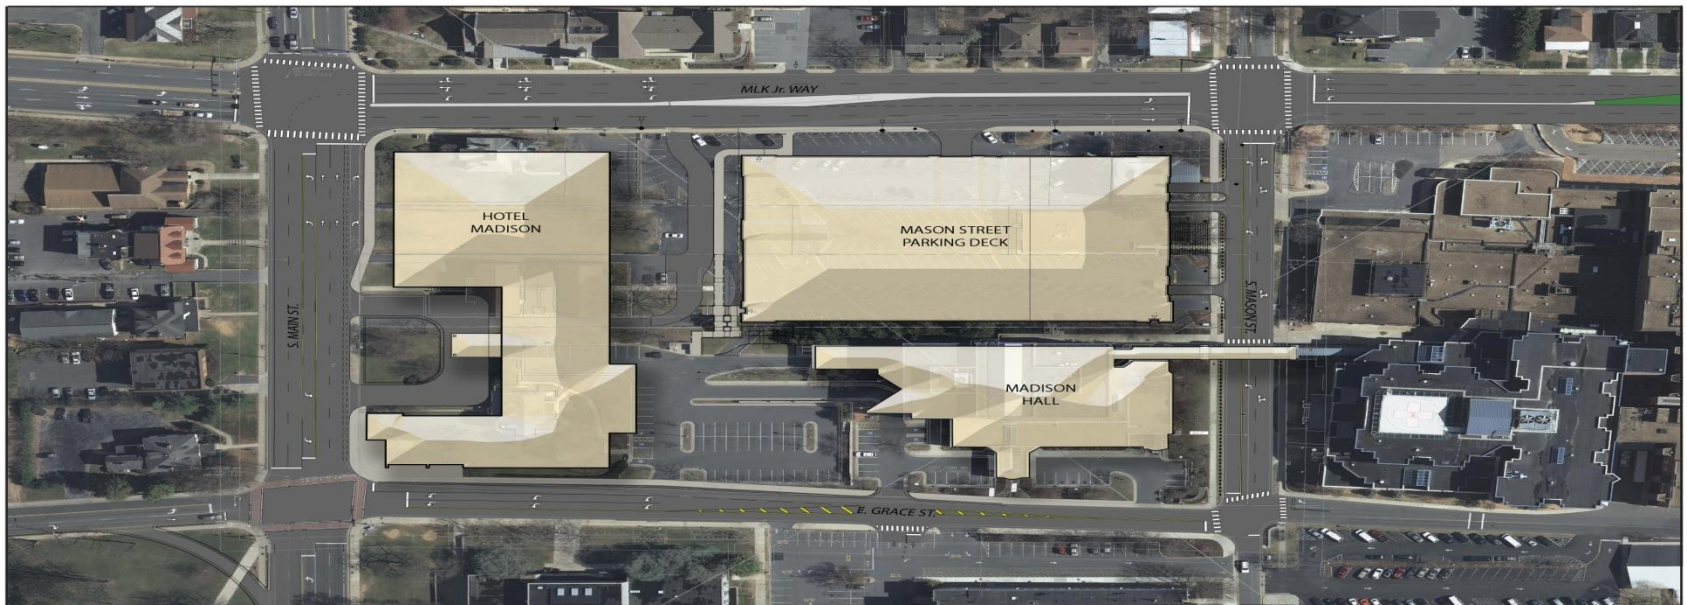 MLK Jr. WAY
HOTEL
MADISON
MASON STREET
PARKING DECK
S. MAIN ST.
S. MASON ST.
MADISON
HALL
E. GRACE ST.